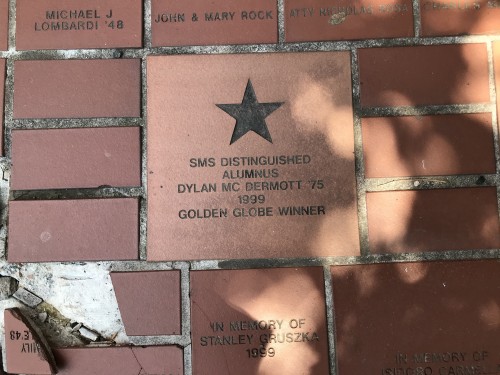 MICHAEL J
LOMBARDI '48
JOHN & MARY ROCK
SMS DISTINGUISHED
ALUMNUS
DYLAN MC DERMOTT '75
1999
GOLDEN GLOBE WINNER
IN MEMORY OF
STANLEY GRUSZKA
1999
IN MEMORY OF